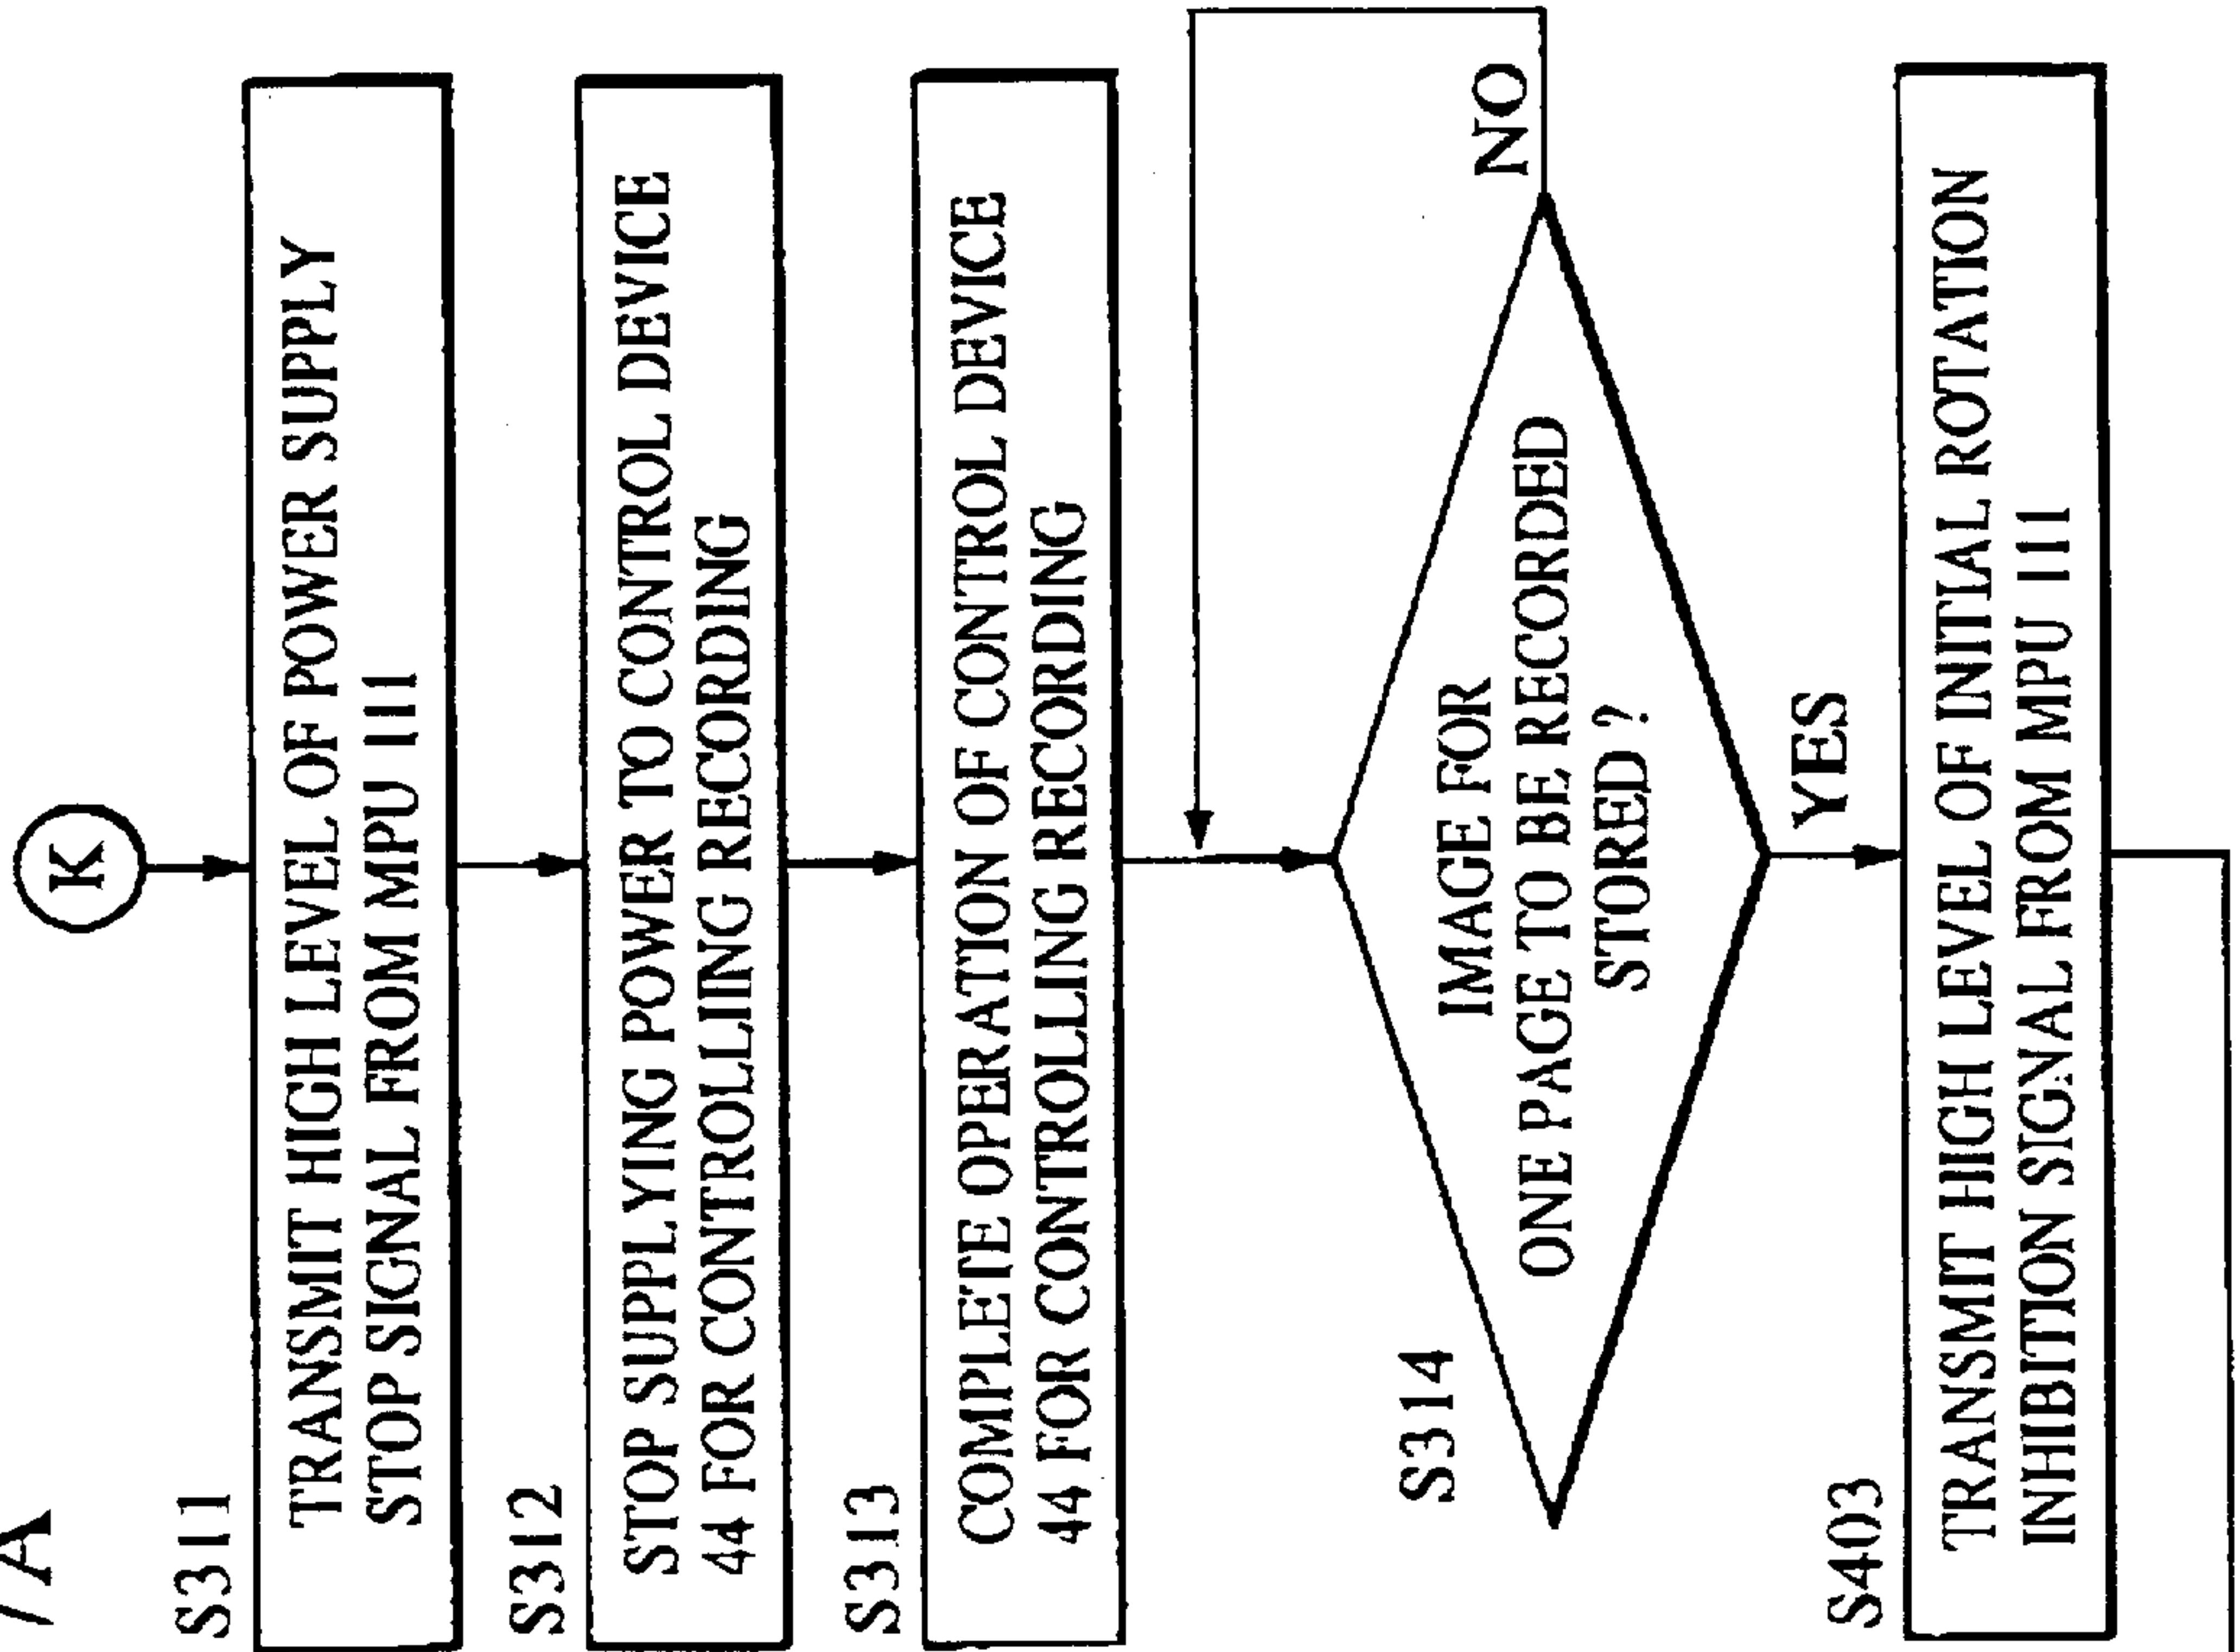 7A
K
S311
TRANSMIT HIGH LEVEL OF POWER SUPPLY
STOP SIGNAL FROM MPU 111
S312
STOP SUPPLYING POWER TO CONTROL DEVICE
44 FOR CONTROLLING RECORDING
S313
COMPLETE OPERATION OF CONTROL DEVICE
44 FOR CONTROLLING RECORDING
S314
IMAGE FOR
ONE PAGE TO BE RECORDED
STORED ?
NO
YES
S403
TRANSMIT HIGH LEVEL OF INITIAL ROTATION
INHIBITION SIGNAL FROM MPU 111